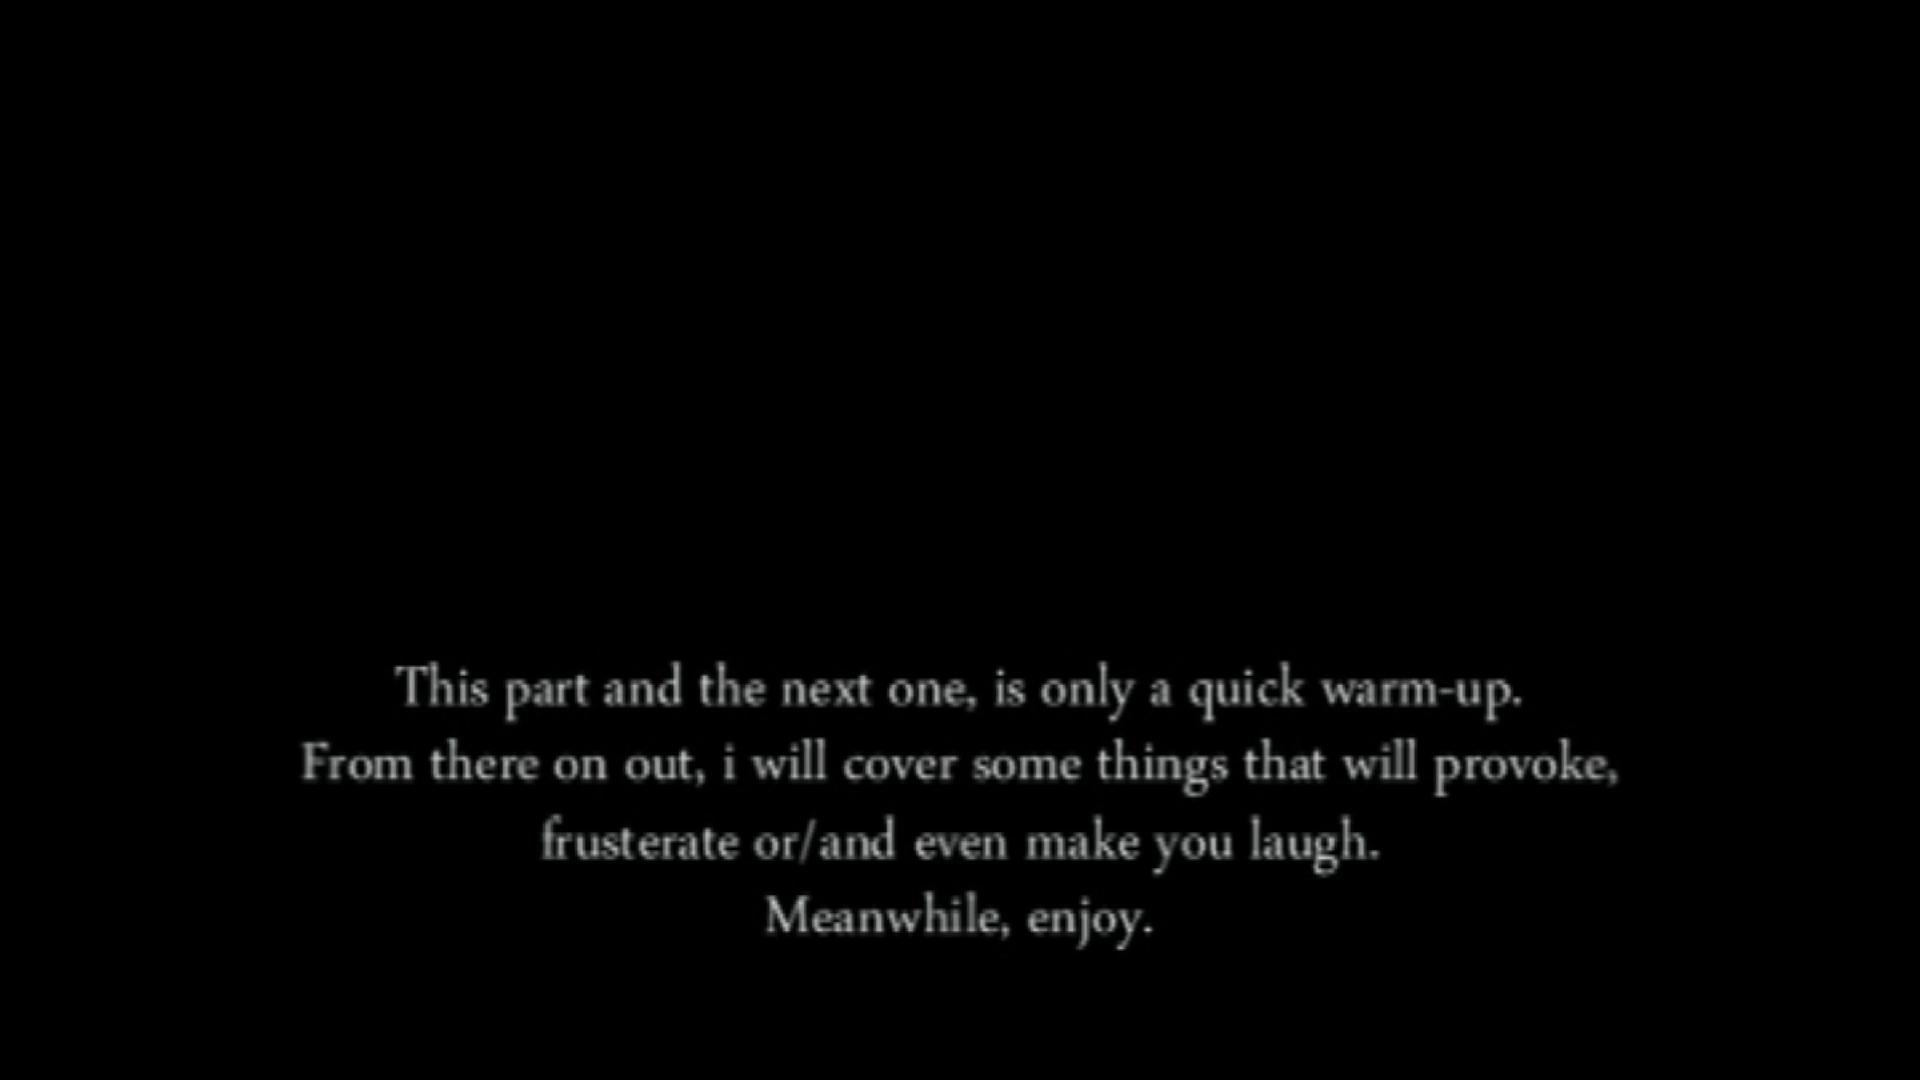 This part and the next one, is only a quick warm-up.
From there on out, i will cover some things that will provoke,
frusterate or/and even make you laugh.
Meanwhile, enjoy.